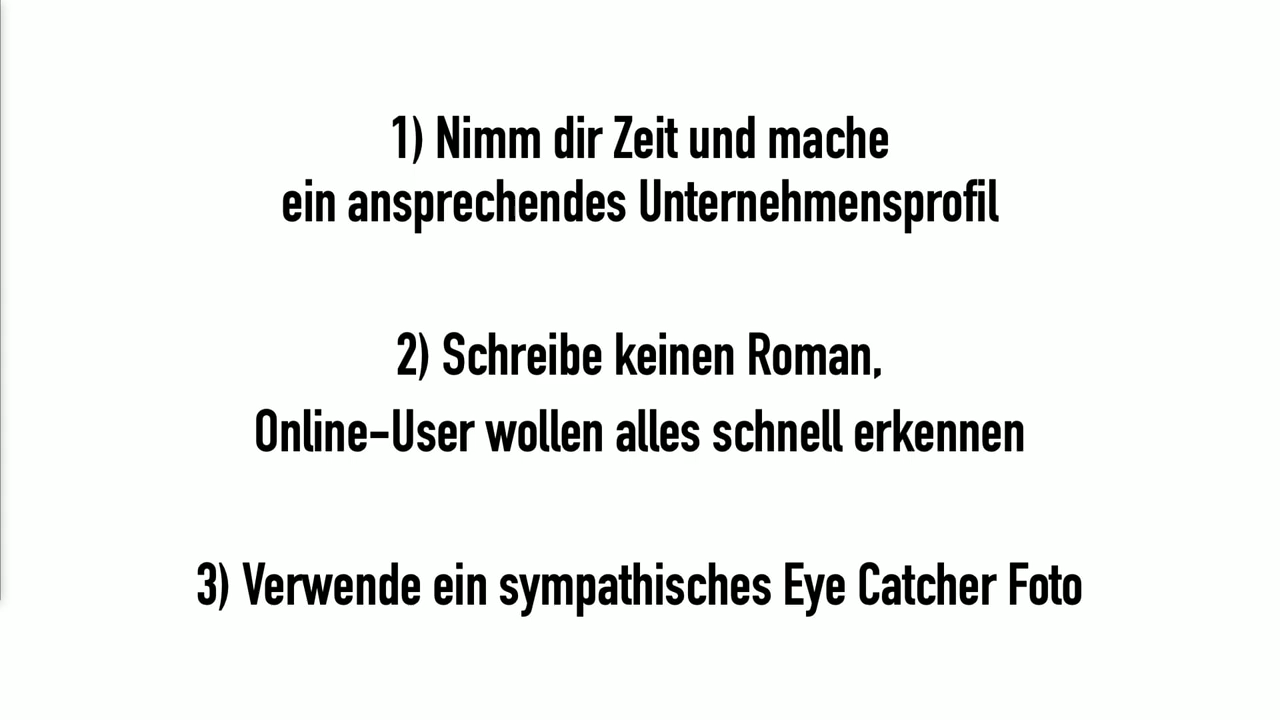 1) Nimm dir Zeit und mache
ein ansprechendes Unternehmensprofil
2) Schreibe keinen Roman,
Online-User wollen alles schnell erkennen
3) Verwende ein sympathisches Eye Catcher Foto